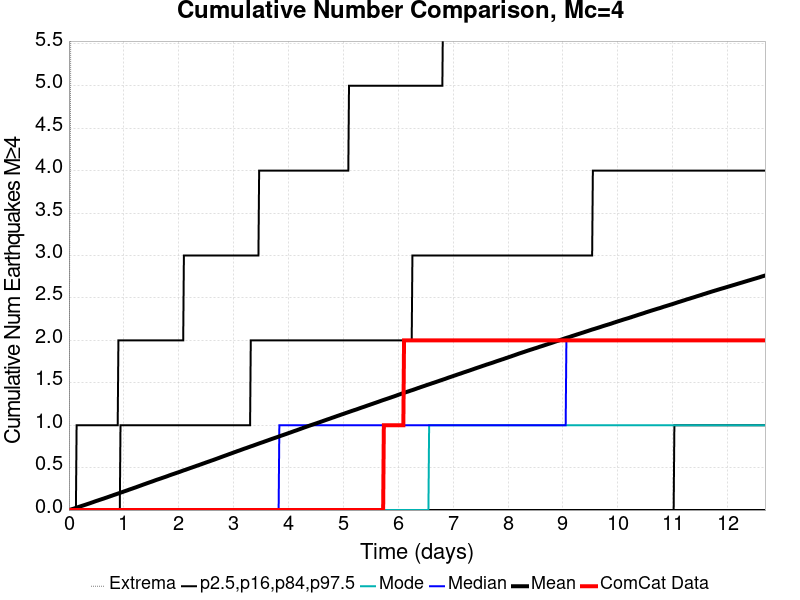 Cumulative Number Comparison, Mc=4
Cumulative Num Earthquakes M≥4
5.5
5.0
4.5
4.0
3.5
3.0
2.5
2.0
1.5
1.0
0.5
0.0
0 1 2 3 4 5 6 7 8 9 10 11 12
Time (days)
Extrema p2.5,p16,p84,p97.5 Mode Median Mean ComCat Data